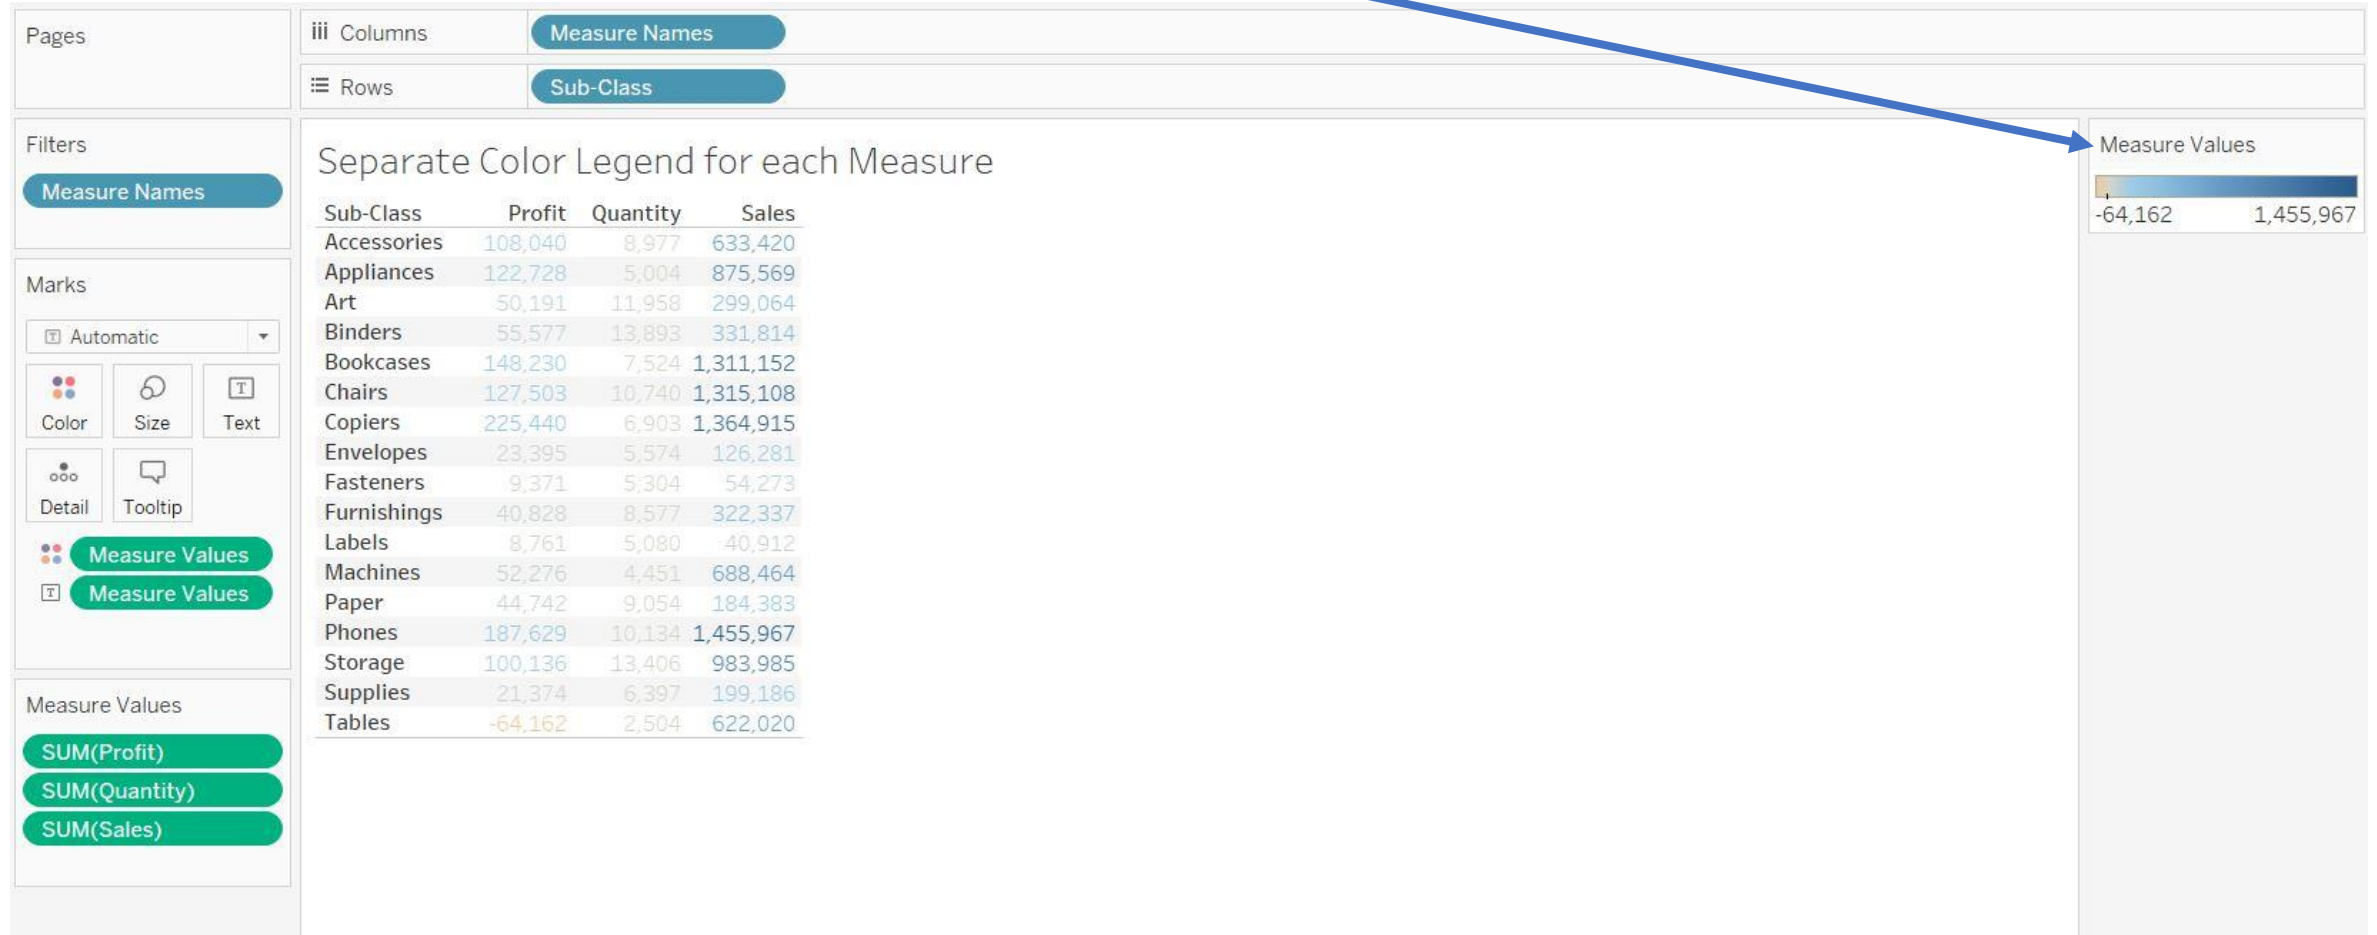 Pages
Columns
Measure Names
Rows
Sub-Class
Filters
Measure Names
Marks
Automatic
Color Size Text
Detail Tooltip
Measure Values
Measure Values
Measure Values
SUM(Profit)
SUM(Quantity)
SUM(Sales)
Separate Color Legend for each Measure
Sub-Class Profit Quantity Sales
Accessories 108,040 8,977 633,420
Appliances 122,728 5,004 875,569
Art 50,191 11,958 299,064
Binders 55,577 13,893 331,814
Bookcases 148,230 7,524 1,311,152
Chairs 127,503 10,740 1,315,108
Copiers 225,440 6,903 1,364,915
Envelopes 23,395 5,574 126,281
Fasteners 9,371 5,304 54,273
Furnishings 40,828 8,577 322,337
Labels 8,761 5,080 40,912
Machines 52,276 4,451 688,464
Paper 44,742 9,054 184,383
Phones 187,629 10,134 1,455,967
Storage 100,136 13,406 983,985
Supplies 21,374 6,397 199,186
Tables -64,162 2,504 622,020
Measure Values
-64,162 1,455,967